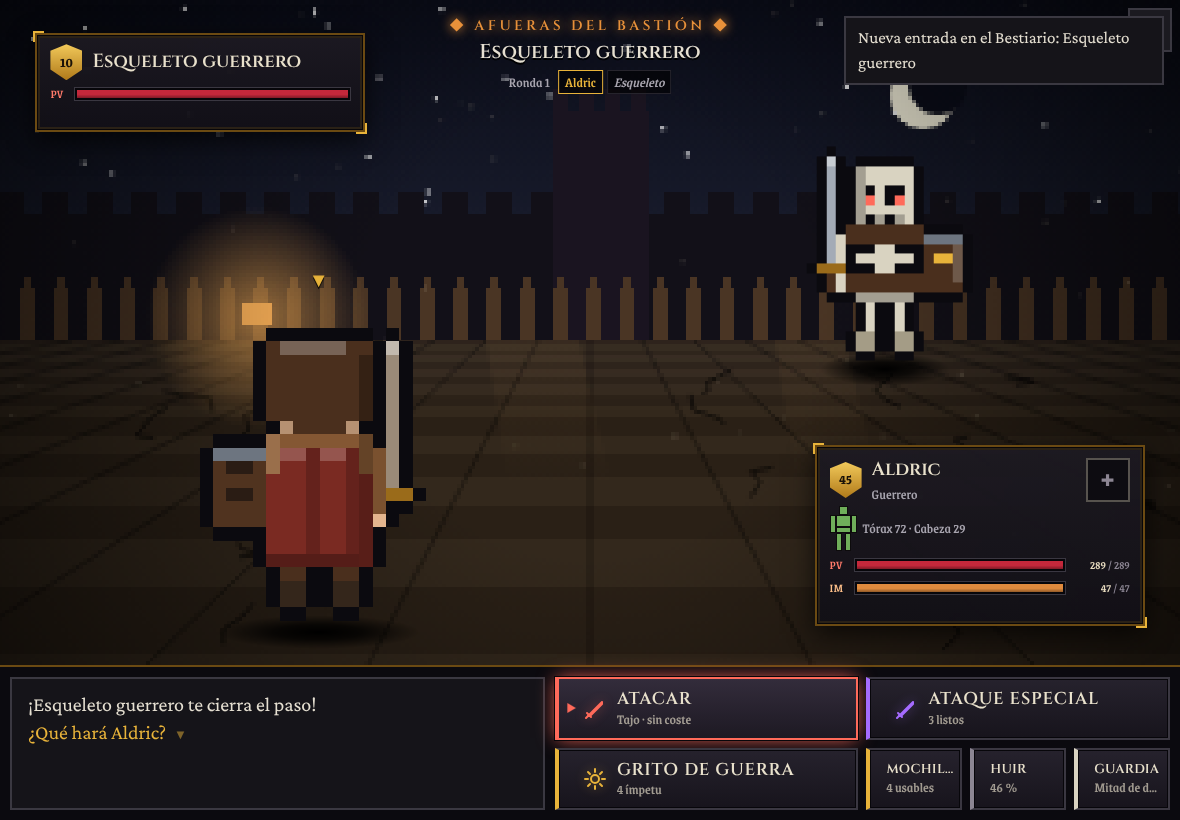 AFUERAS DEL BASTIÓN
Esqueleto guerrero
Ronda 1 Aldric Esqueleto
10 Esqueleto guerrero
PV
Nueva entrada en el Bestiario: Esqueleto
guerrero
45 Aldric
Guerrero
+
Tórax 72 · Cabeza 29
PV 289 / 289
IM 47 / 47
¡Esqueleto guerrero te cierra el paso!
¿Qué hará Aldric?
ATACAR
Tajo · sin coste
ATAQUE ESPECIAL
3 listos
GRITO DE GUERRA
4 ímpetu
MOCHIL...
4 usables
HUIR
46 %
GUARDIA
Mitad de d...